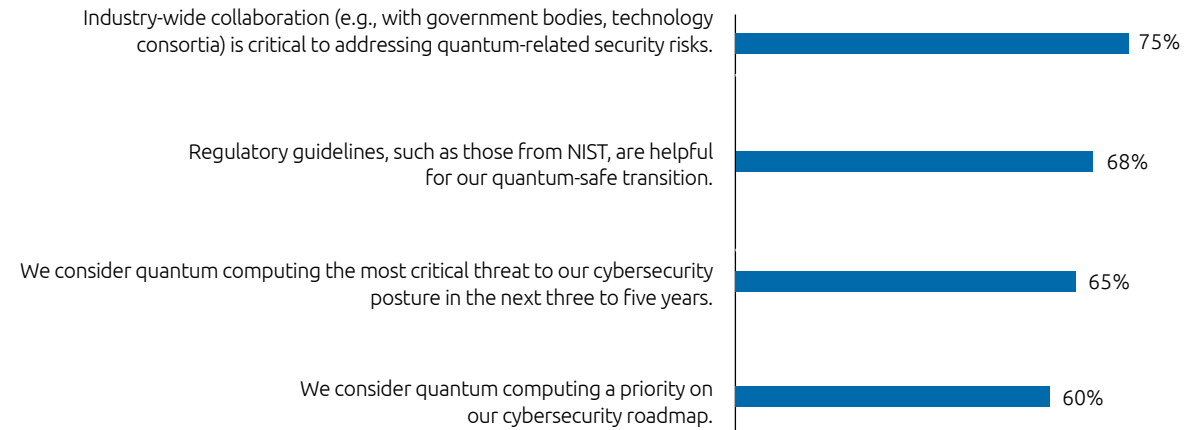 Industry-wide collaboration (e.g., with government bodies, technology
consortia) is critical to addressing quantum-related security risks.
75%
Regulatory guidelines, such as those from NIST, are helpful
for our quantum-safe transition.
68%
We consider quantum computing the most critical threat to our cybersecurity
posture in the next three to five years.
65%
We consider quantum computing a priority on
our cybersecurity roadmap.
60%